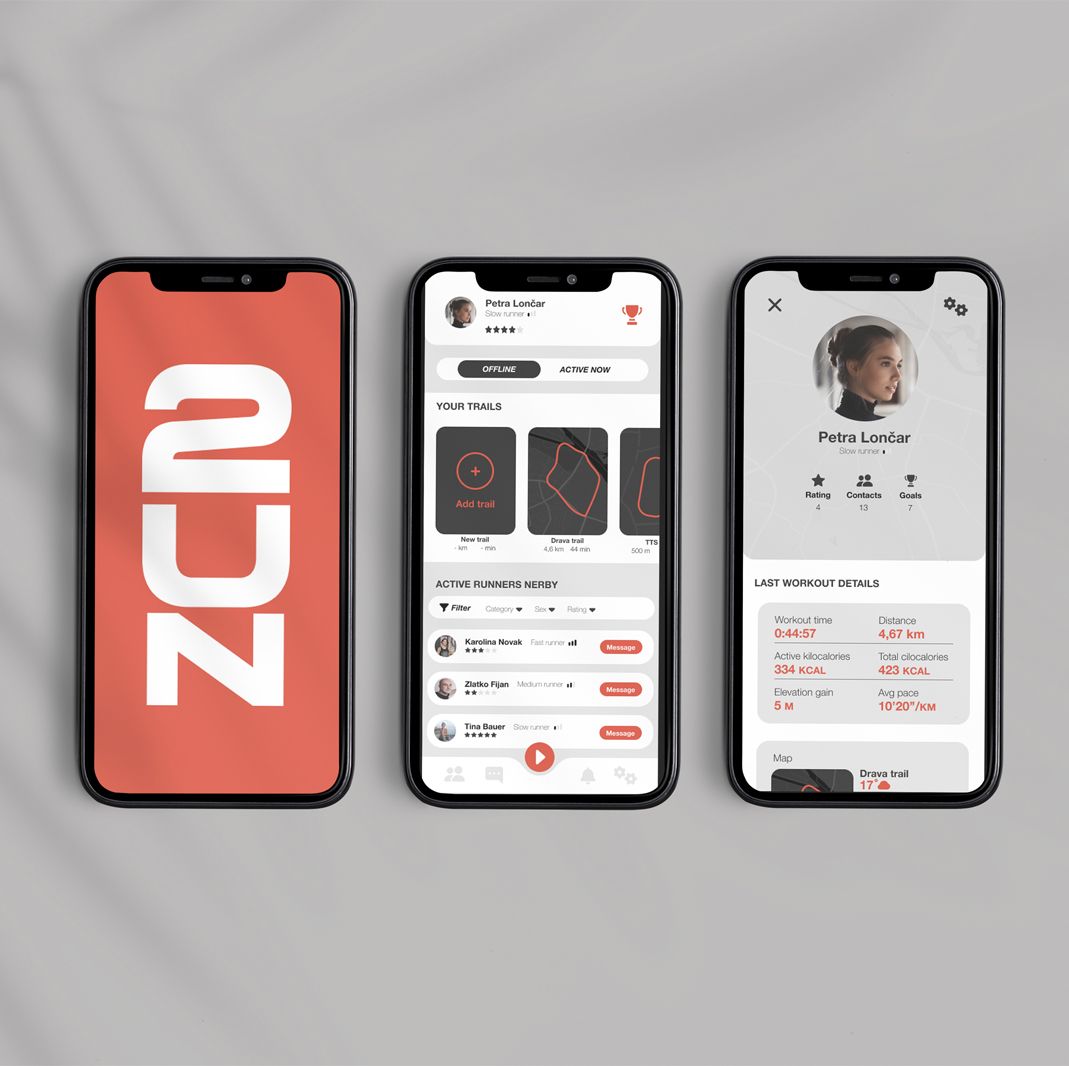 2
U
N
Petra Lončar
Slow runner
OFFLINE
ACTIVE NOW
YOUR TRAILS
Add trail
New trail
- km - min
Drava trail
4,6 km 44 min
TTS
500 m
ACTIVE RUNNERS NERBY
Filter Category Sex Rating
Karolina Novak Fast runner Message
Zlatko Fijan Medium runner Message
Tina Bauer Slow runner Message
Petra Lončar
Slow runner
Rating Contacts Goals
4 13 7
LAST WORKOUT DETAILS
Workout time Distance
0:44:57 4,67 km
Active kilocalories Total cilocalories
334 KCAL 423 KCAL
Elevation gain Avg pace
5 M 10'20"/KM
Map
Drava trail
17°